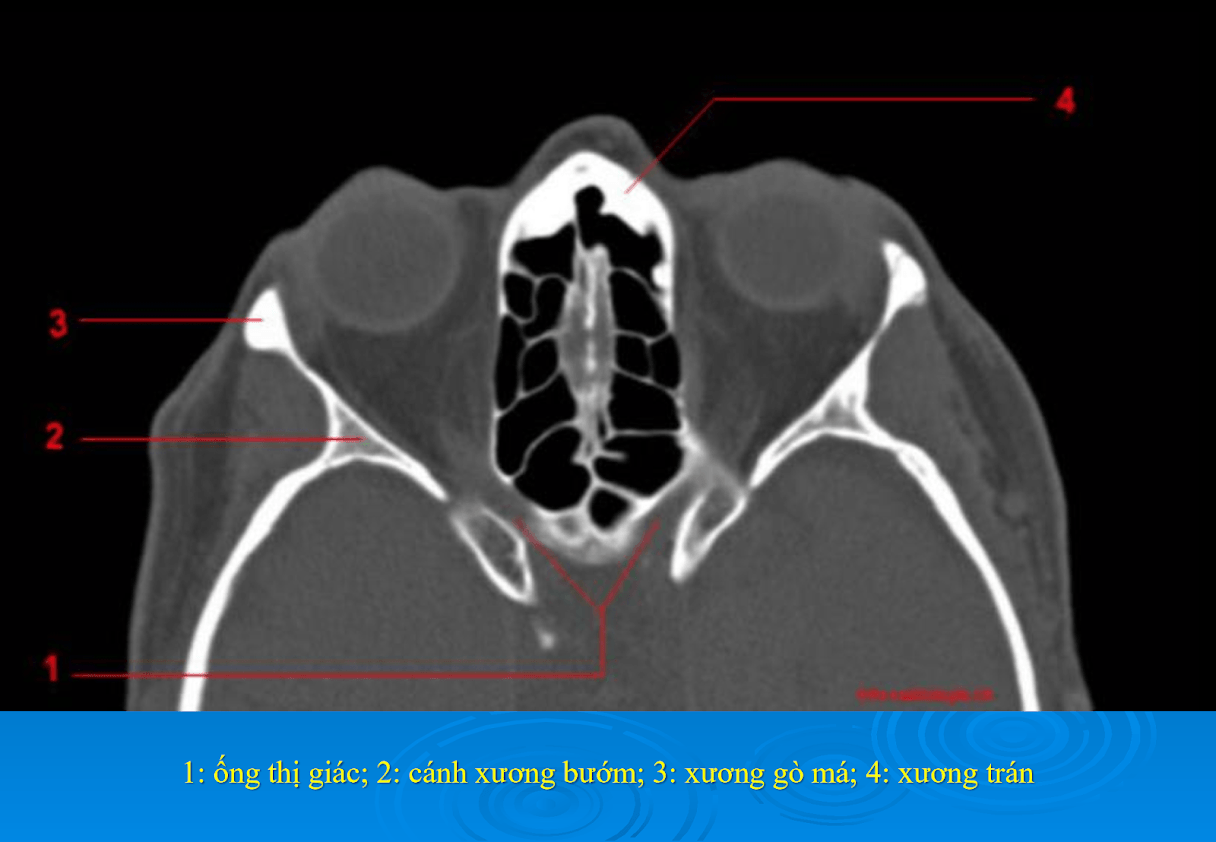 4
3
2
1
1: ống thị giác; 2: cánh xương bướm; 3: xương gò má; 4: xương trán